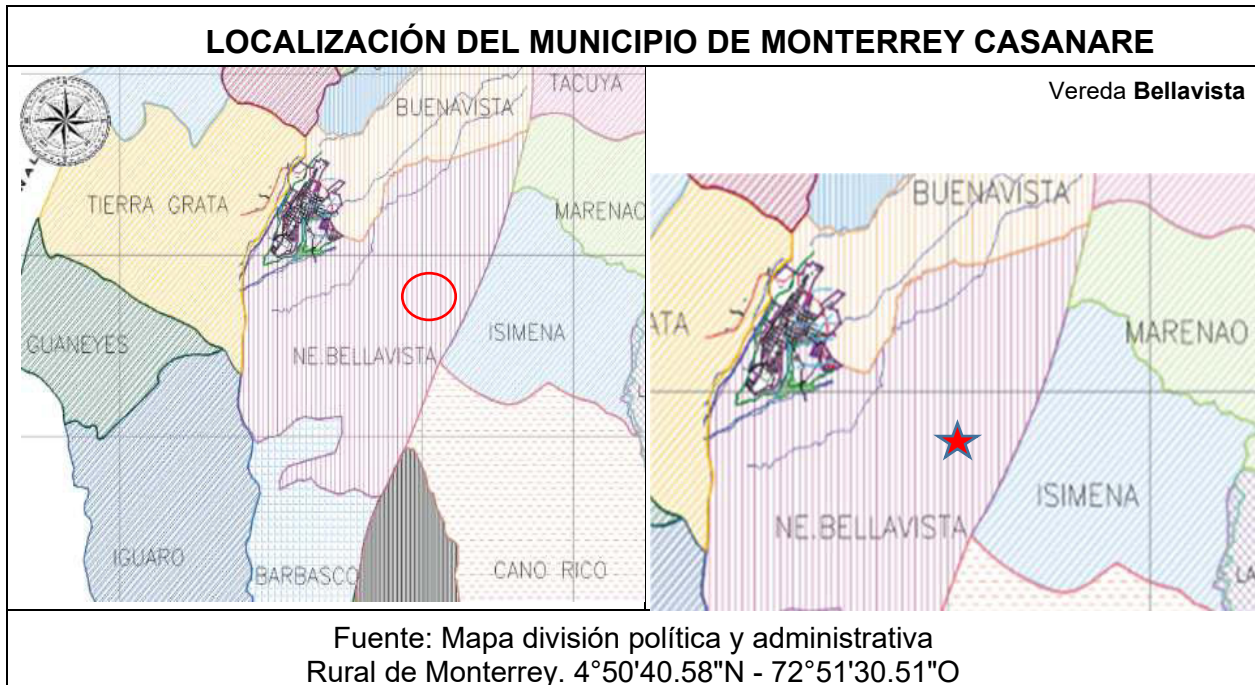 LOCALIZACIÓN DEL MUNICIPIO DE MONTERREY CASANARE
TACUYA
BUENAVISTA
TIERRA GRATA
MARENAO
GUANEYES
ISIMENA
NE.BELLAVISTA
IGUARO
BARBASCO
CANO RICO
Vereda Bellavista
BUENAVISTA
ATA
MARENAO
ISIMENA
NE.BELLAVISTA
LA
Fuente: Mapa división política y administrativa
Rural de Monterrey. 4°50'40.58"N - 72°51'30.51"O